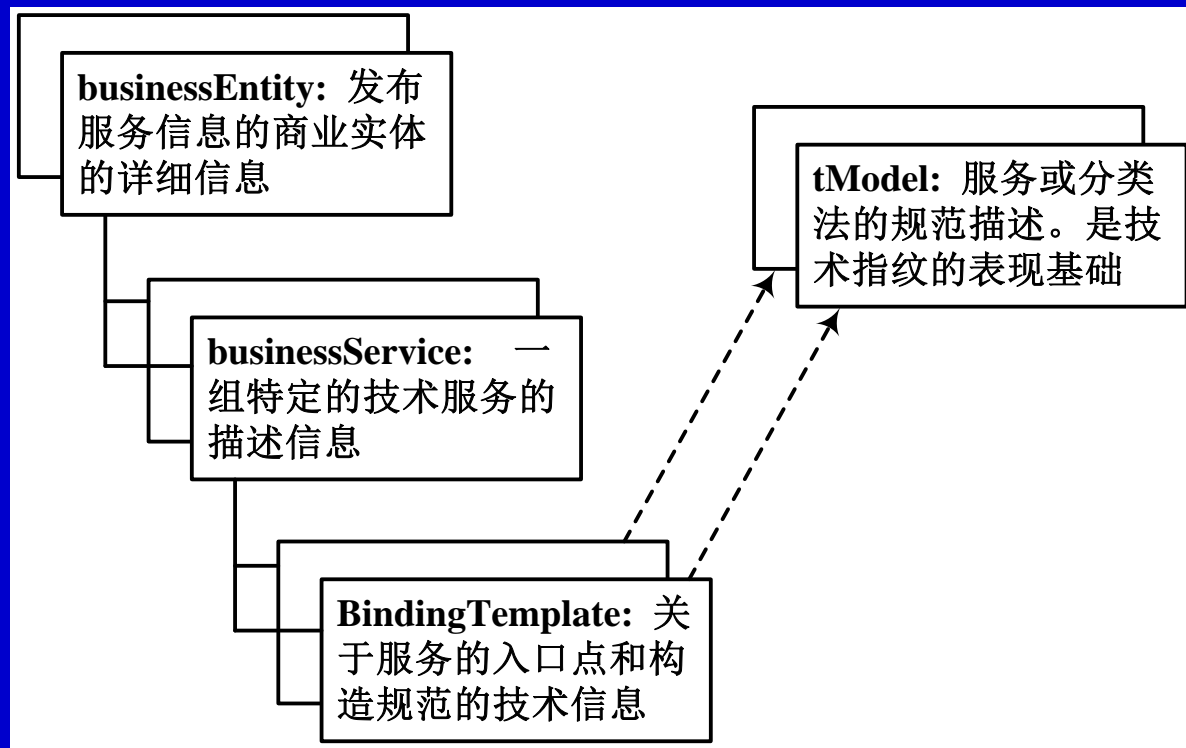 businessEntity: 发布
服务信息的商业实体
的详细信息
tModel: 服务或分类
法的规范描述。是技
术指纹的表现基础
businessService: 一
组特定的技术服务的
描述信息
BindingTemplate: 关
于服务的入口点和构
造规范的技术信息